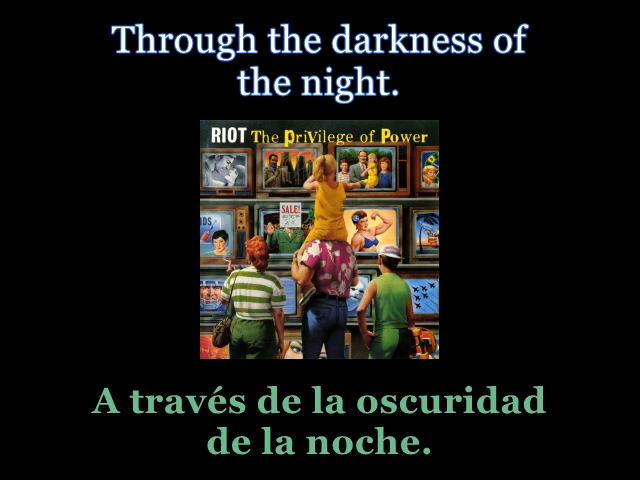 Through the darkness of
the night.
RIOT The Privilege of Power
SALE!
A través de la oscuridad
de la noche.